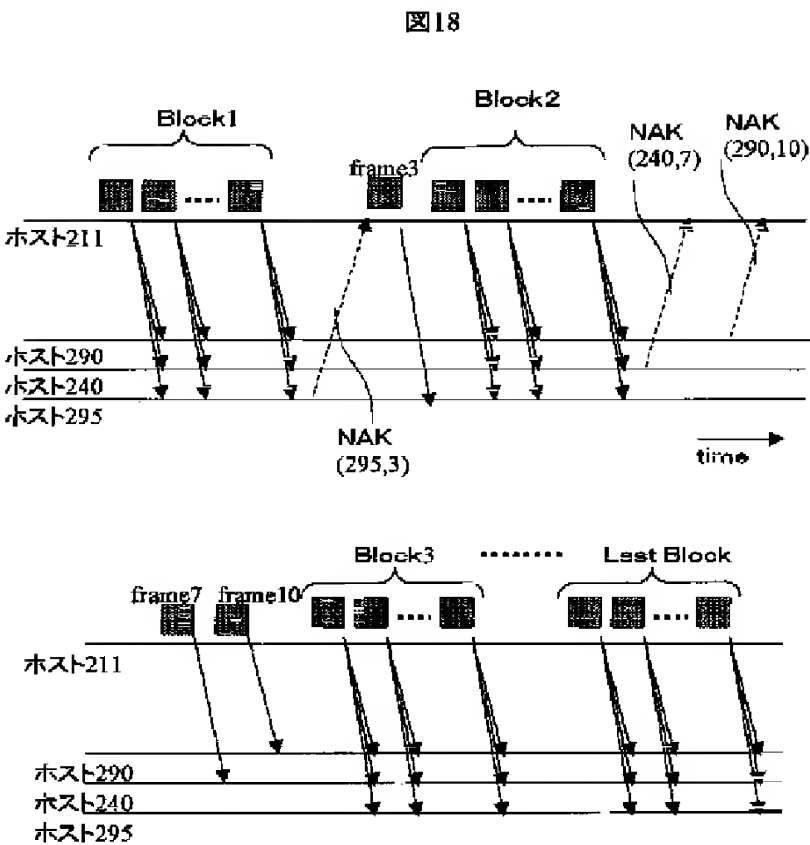 図18
Block1
Block2
NAK
(240,7)
NAK
(290,10)
frame3
ホスト211
ホスト290
ホスト240
ホスト295
NAK
(295,3)
time
Block3
Last Block
frame7
frame10
ホスト211
ホスト290
ホスト240
ホスト295